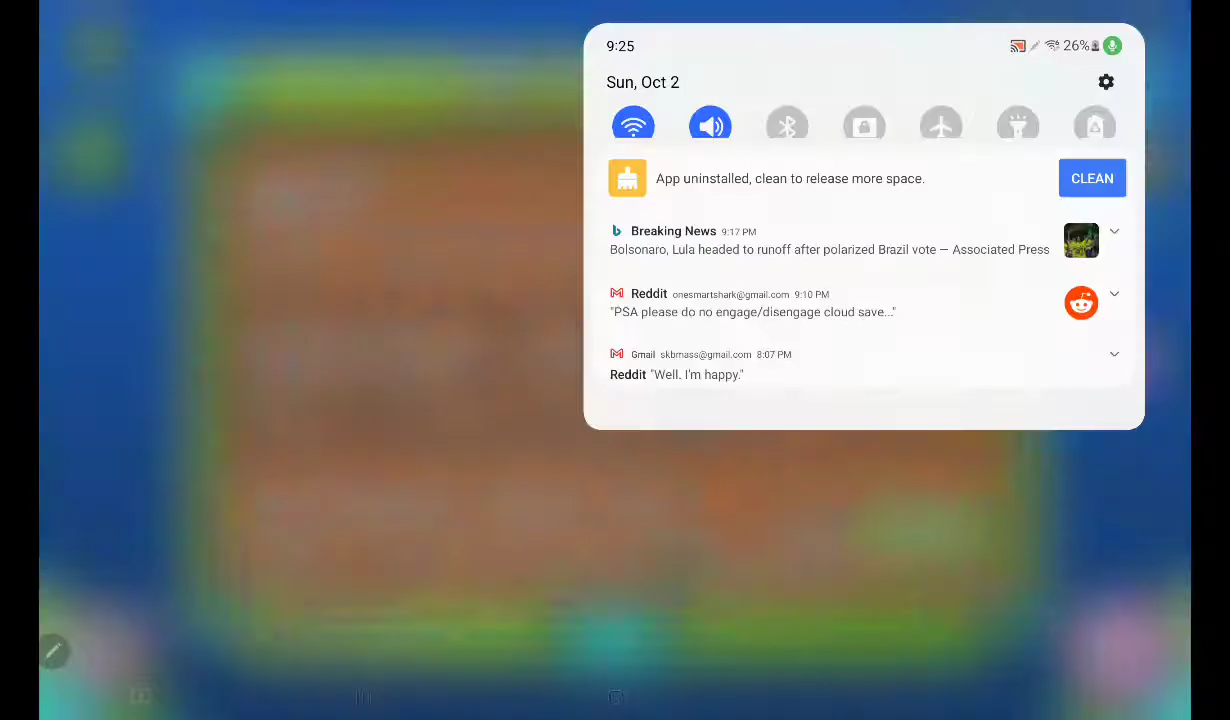 9:25
26%
Sun, Oct 2
App uninstalled, clean to release more space.
CLEAN
Breaking News 9:17 PM
Bolsonaro, Lula headed to runoff after polarized Brazil vote — Associated Press
Reddit onesmartshark@gmail.com 9:10 PM
"PSA please do no engage/disengage cloud save..."
Gmail skbmass@gmail.com 8:07 PM
Reddit "Well. I'm happy."